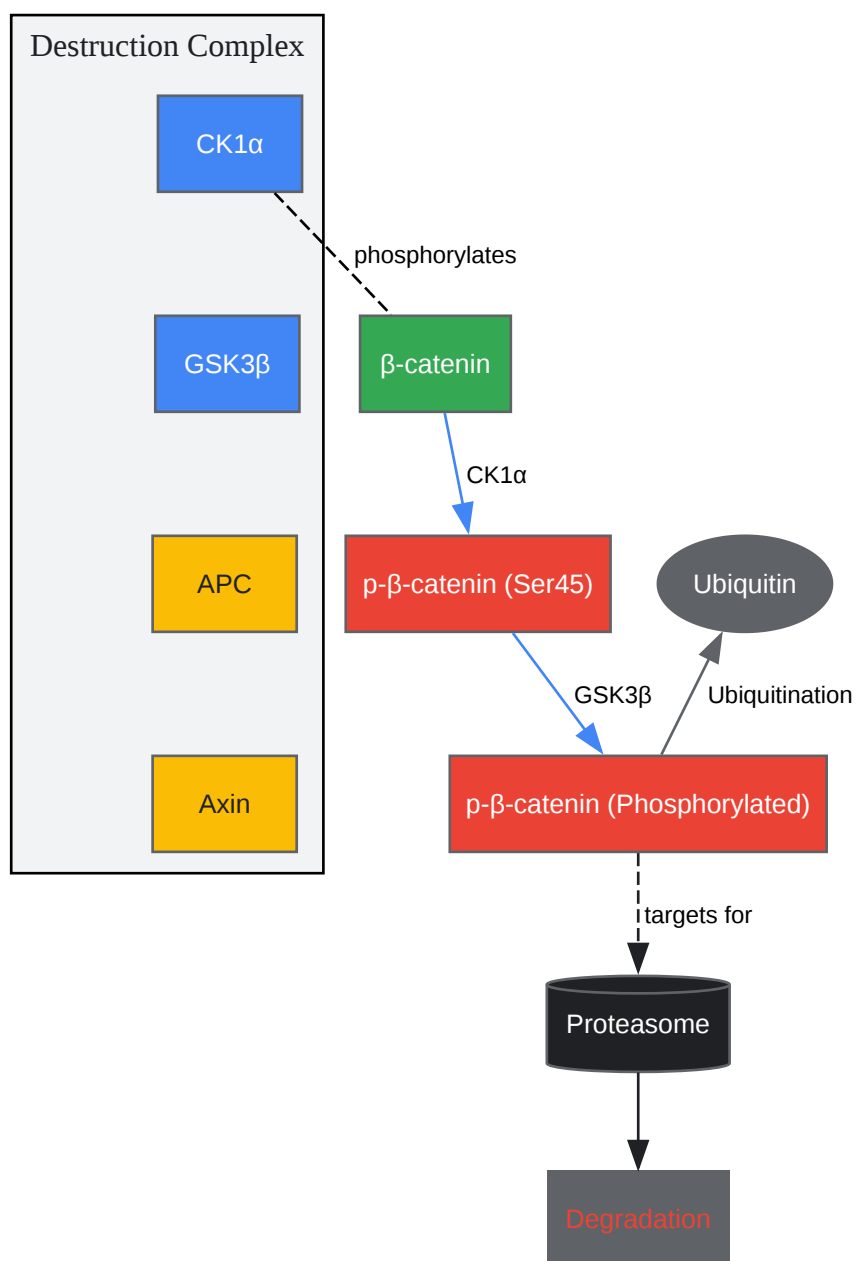 Destruction Complex
CK1α
phosphorylates
GSK3β
β-catenin
CK1α
APC
p-β-catenin (Ser45)
Ubiquitin
GSK3β
Ubiquitination
Axin
p-β-catenin (Phosphorylated)
targets for
Proteasome
Degradation